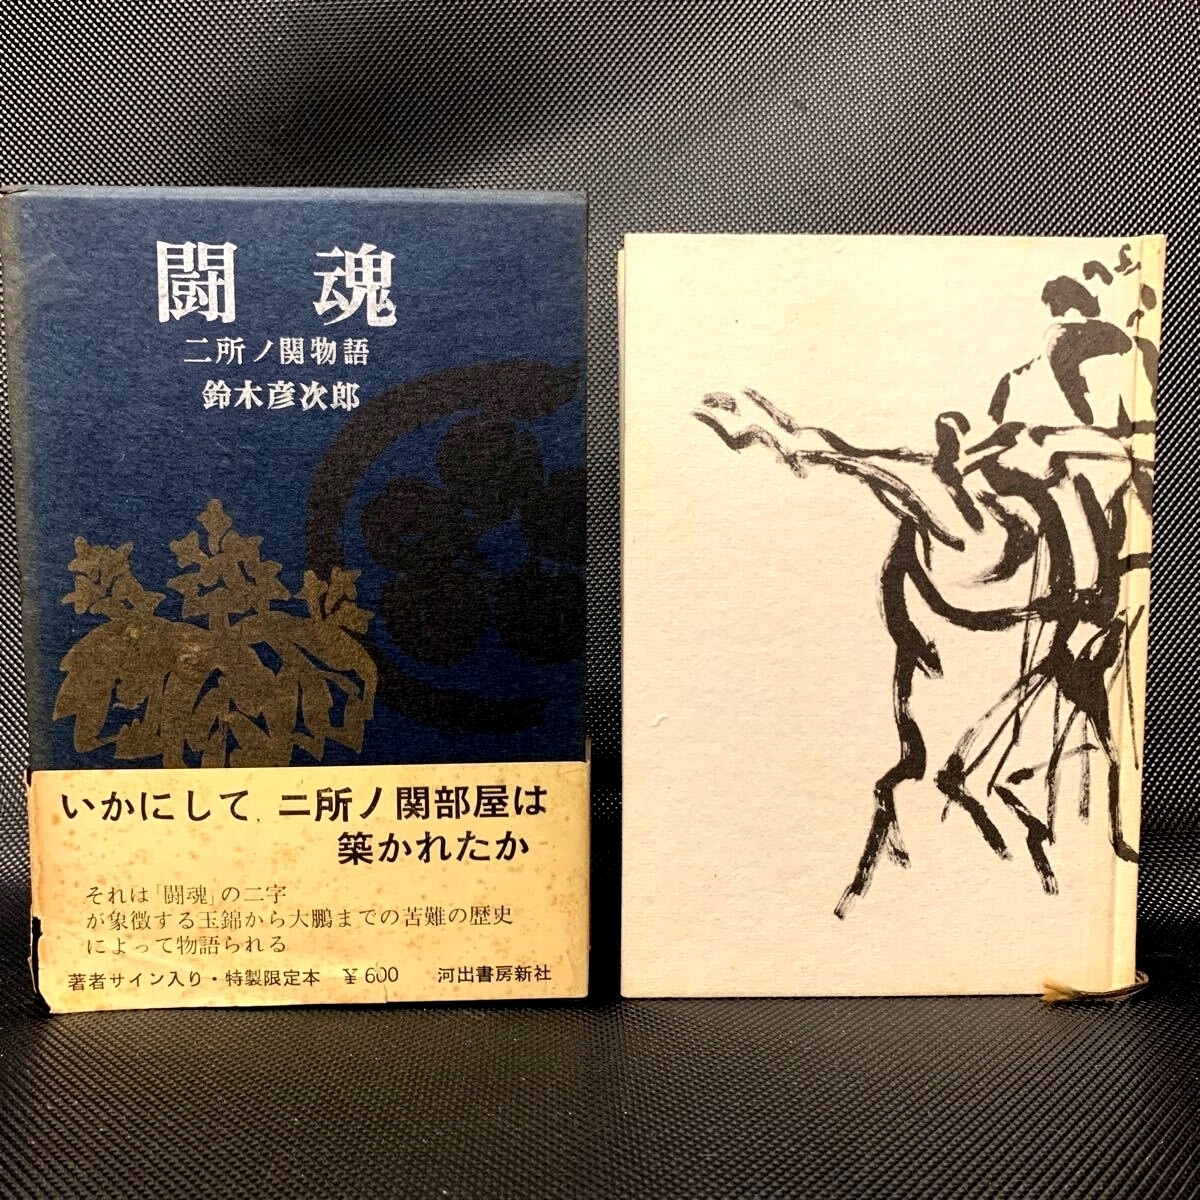 闘魂
二所ノ関物語
鈴木彦次郎
いかにして、二所ノ関部屋は
築かれたか
それは「闘魂」の二字
が象徴する玉錦から大鵬までの苦難の歴史
によって物語られる
著者サイン入り・特製限定本 ¥600 河出書房新社